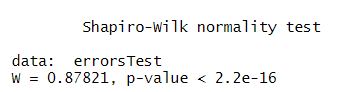 Shapiro-Wilk normality test
data:  errorsTest
W = 0.87821, p-value < 2.2e-16